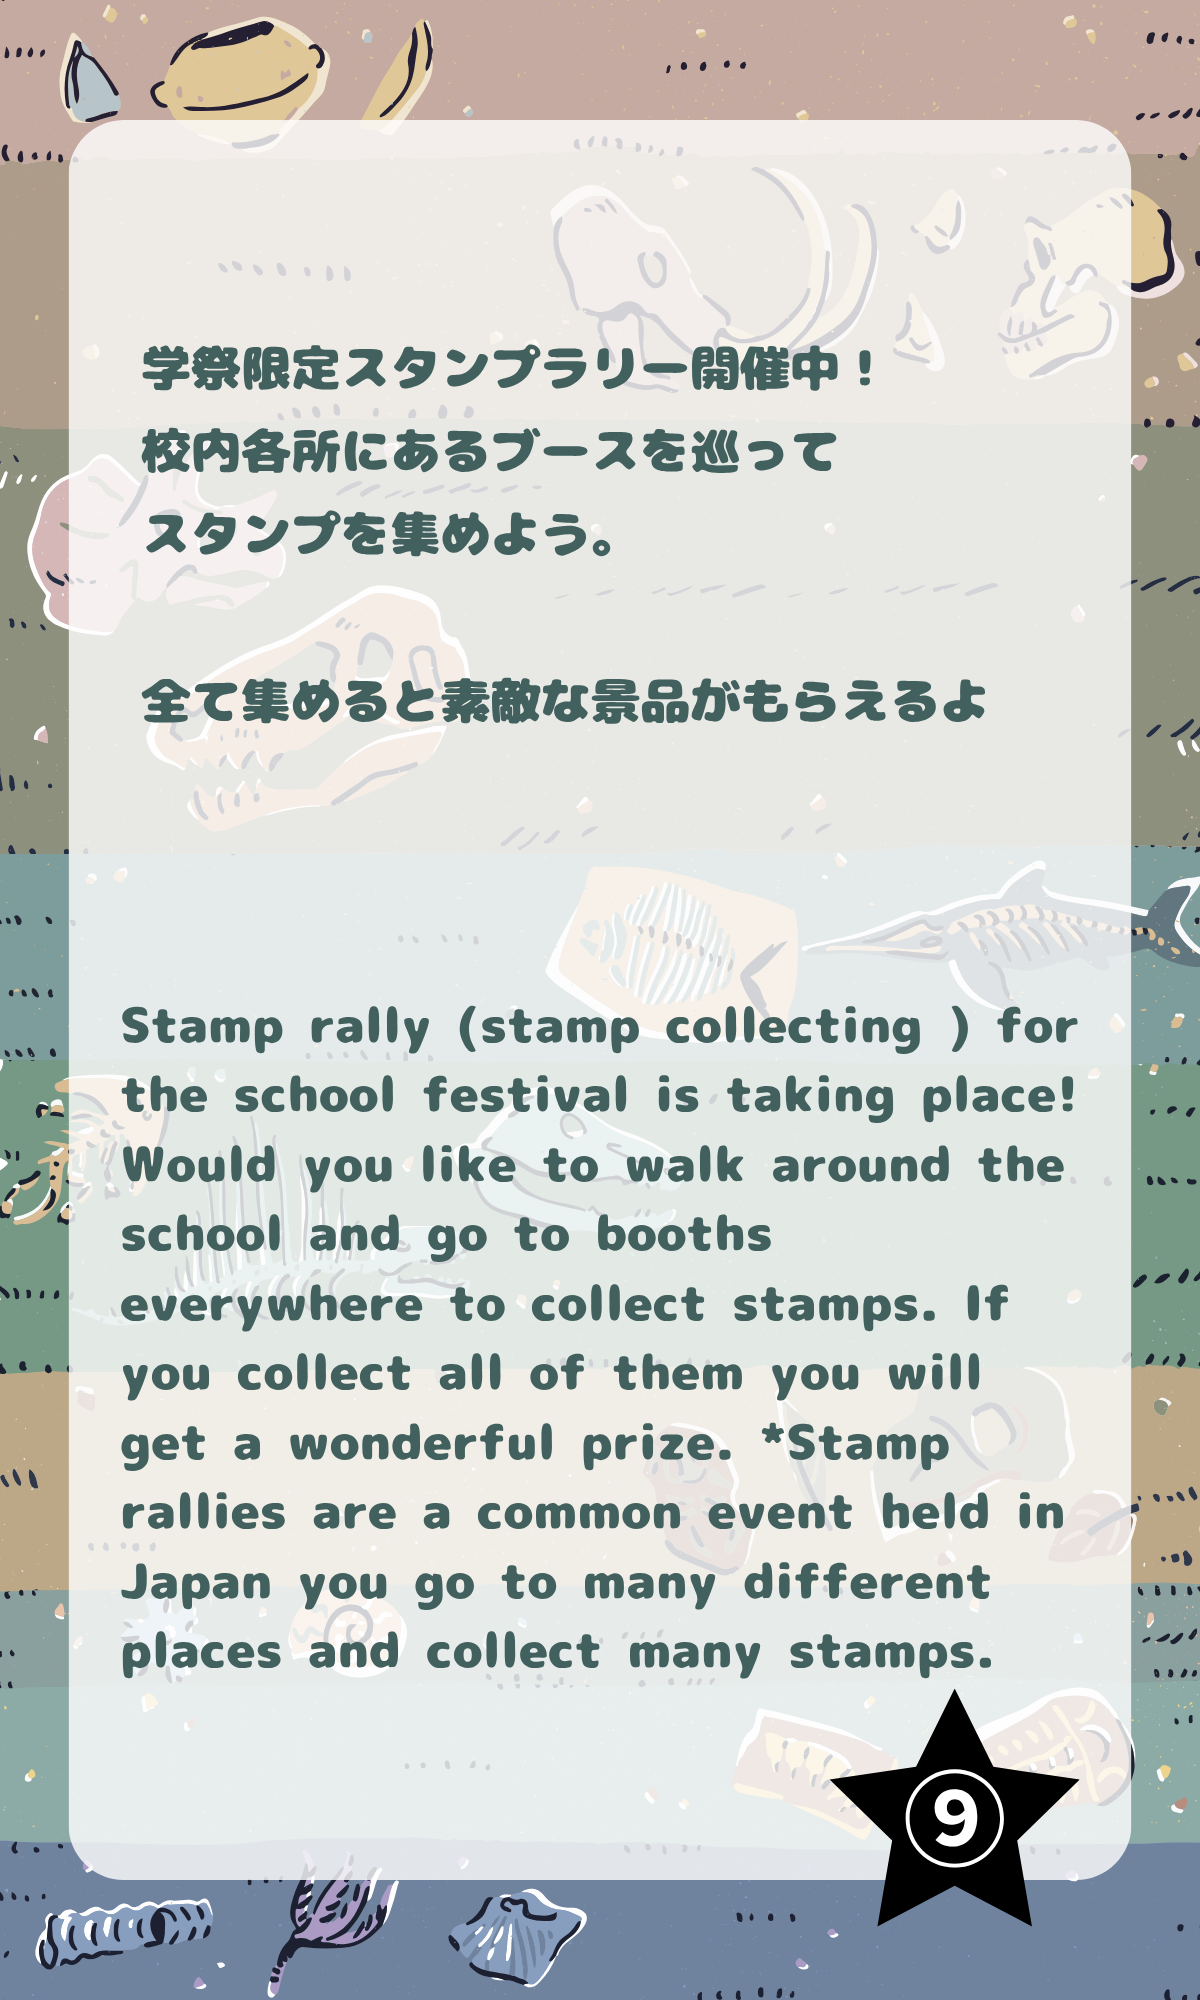 学祭限定スタンプラリー開催中！
校内各所にあるブースを巡って
スタンプを集めよう。
全て集めると素敵な景品がもらえるよ
Stamp rally (stamp collecting ) for
the school festival is taking place!
Would you like to walk around the
school and go to booths
everywhere to collect stamps. If
you collect all of them you will
get a wonderful prize. *Stamp
rallies are a common event held in
Japan you go to many different
places and collect many stamps.
⑨